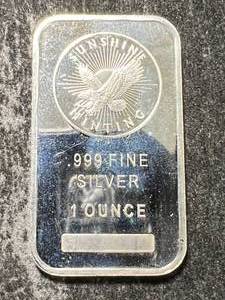 SUNSHINE
MINTING
.999 FINE
SILVER
1 OUNCE